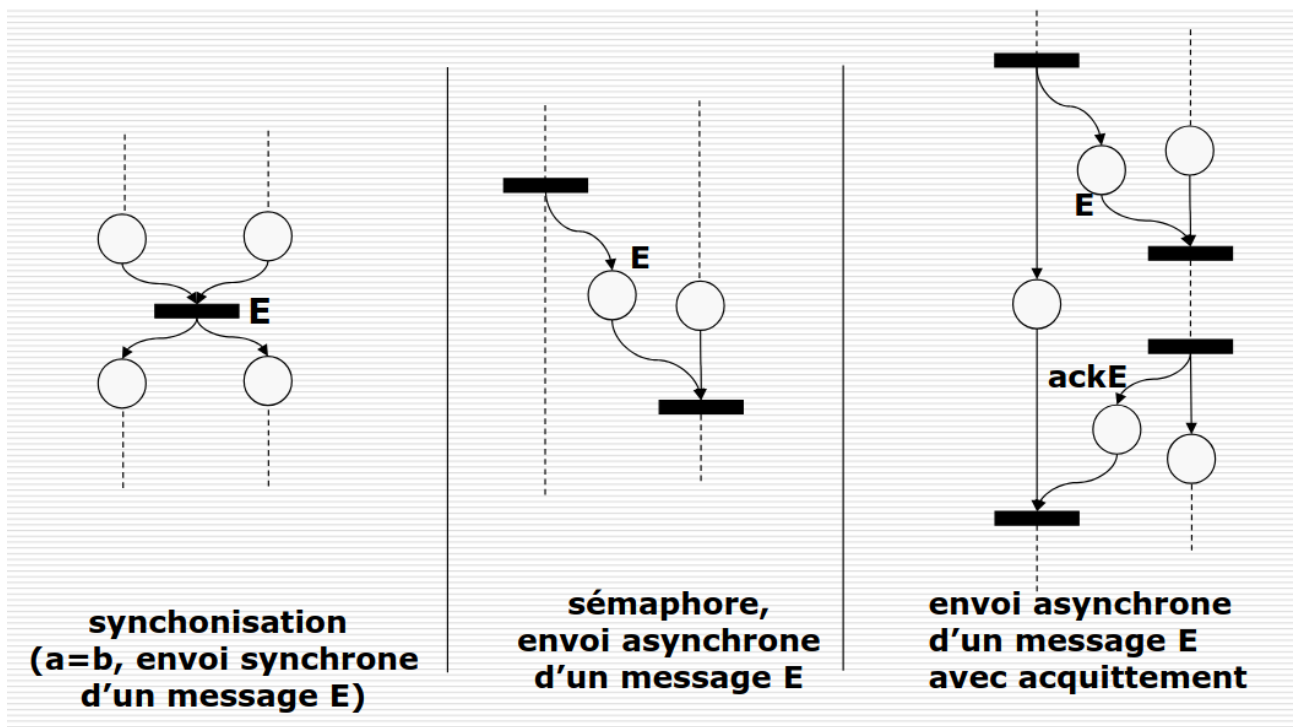 E
synchonisation
(a=b, envoi synchrone
d'un message E)
E
sémaphore,
envoi asynchrone
d'un message E
E
ackE
envoi asynchrone
d'un message E
avec acquittement